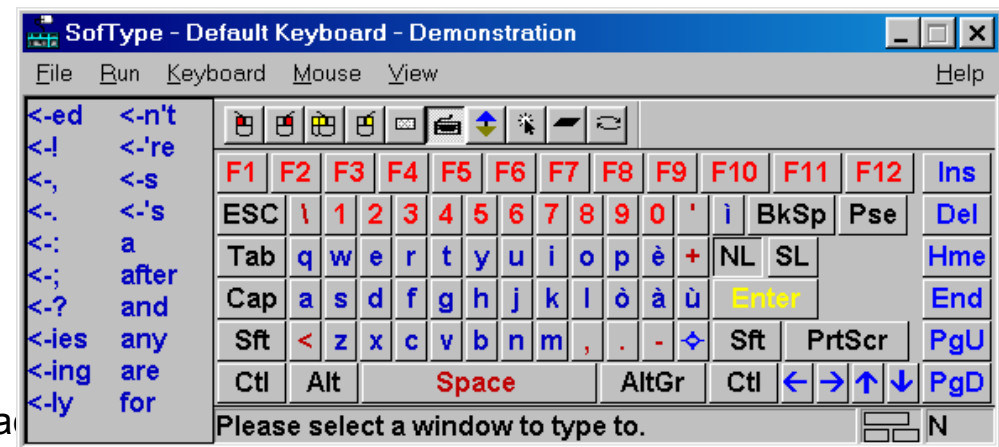 SofType - Default Keyboard - Demonstration
File Run Keyboard Mouse View Help
<-ed <-n't
<-! <-'re
<-, <-s
<-. <-'s
<-: a
<-; after
<-? and
<-ies any
<-ing are
<-ly for
F1 F2 F3 F4 F5 F6 F7 F8 F9 F10 F11 F12 Ins
ESC \ 1 2 3 4 5 6 7 8 9 0 ' ì BkSp Pse Del
Tab q w e r t y u i o p è + NL SL Hme
Cap a s d f g h j k l ò à ù Enter End
Sft < z x c v b n m , . - Sft PrtScr PgU
Ctl Alt Space AltGr Ctl ← → ↑ ↓ PgD
Please select a window to type to. N